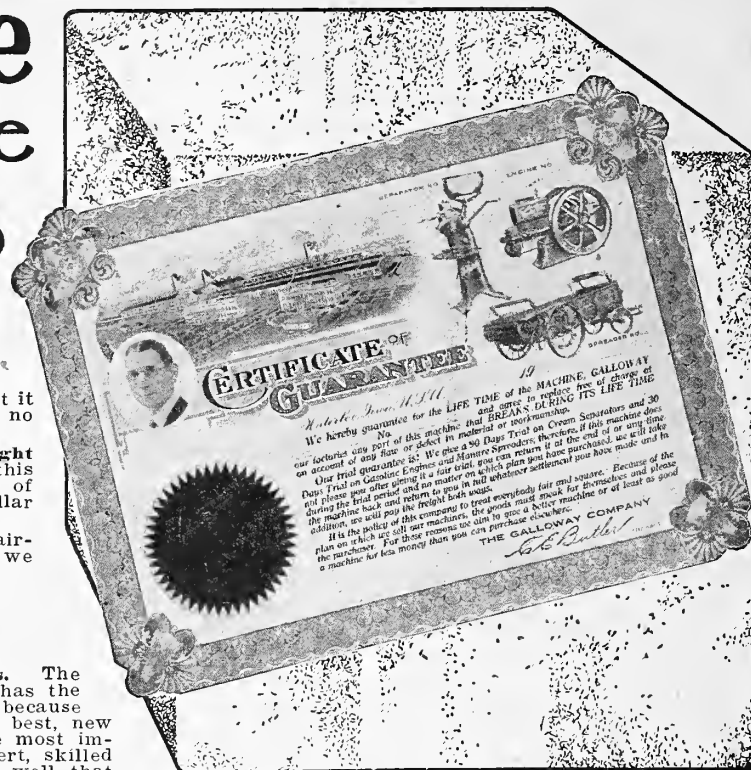 e
e
t it
no
ght
this
of
llar
air-
we
s. The
has the
because
best, new
most im-
ert, skilled
well that
SEPARATOR NO.
ENGINE NO
SPREADER NO.
CERTIFICATE OF
GUARANTEE
Waterloo, Iowa, U.S.A. 19
We hereby guarantee for the LIFE TIME of the MACHINE, GALLOWAY
No. and agree to replace free of charge at
our factories any part of this machine that BREAKS DURING ITS LIFE TIME
on account of any flaw or defect in material or workmanship.
Our trial guarantee is: We give a 90 Days Trial on Cream Separators and 30
Days Trial on Gasoline Engines and Manure Spreaders; therefore, if this machine does
not please you after giving it a fair trial, you can return it at the end of or any time
during the trial period and no matter on which plan you have purchased, we will take
the machine back and return to you in full whatever settlement you have made and in
addition, we will pay the freight both ways.
It is the policy of this company to treat everybody fair and square. Because of the
plan on which we sell our machines, the goods must speak for themselves and please
the purchaser. For these reasons we aim to give a better machine or at least as good
a machine for less money than you can purchase elsewhere.
THE GALLOWAY COMPANY